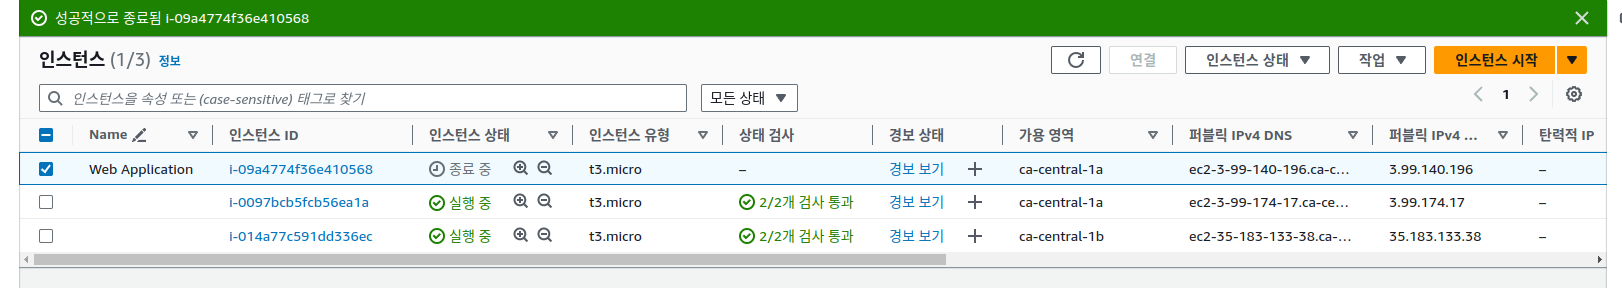 성공적으로 종료됨 i-09a4774f36e410568
인스턴스 (1/3) 정보
연결
인스턴스 상태
작업
인스턴스 시작
인스턴스을 속성 또는 (case-sensitive) 태그로 찾기
모든 상태
1
Name 인스턴스 ID 인스턴스 상태 인스턴스 유형 상태 검사 경보 상태 가용 영역 퍼블릭 IPv4 DNS 퍼블릭 IPv4 ... 탄력적 IP
Web Application i-09a4774f36e410568 종료 중 t3.micro – 경보 보기 + ca-central-1a ec2-3-99-140-196.ca-c... 3.99.140.196 –
i-0097bcb5fcb56ea1a 실행 중 t3.micro 2/2개 검사 통과 경보 보기 + ca-central-1a ec2-3-99-174-17.ca-ce... 3.99.174.17 –
i-014a77c591dd336ec 실행 중 t3.micro 2/2개 검사 통과 경보 보기 + ca-central-1b ec2-35-183-133-38.ca-... 35.183.133.38 –